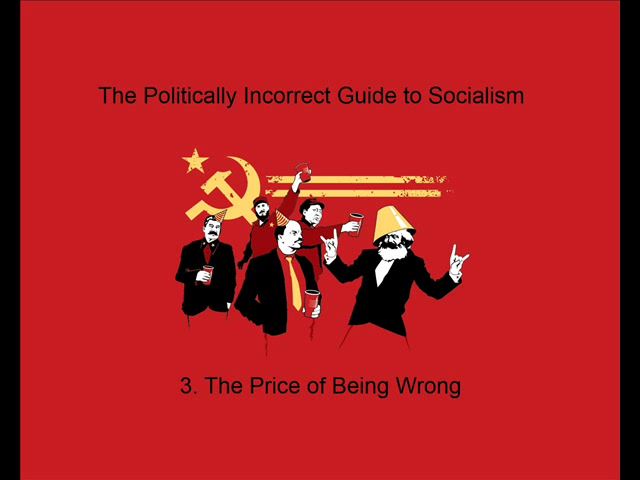 The Politically Incorrect Guide to Socialism
3. The Price of Being Wrong